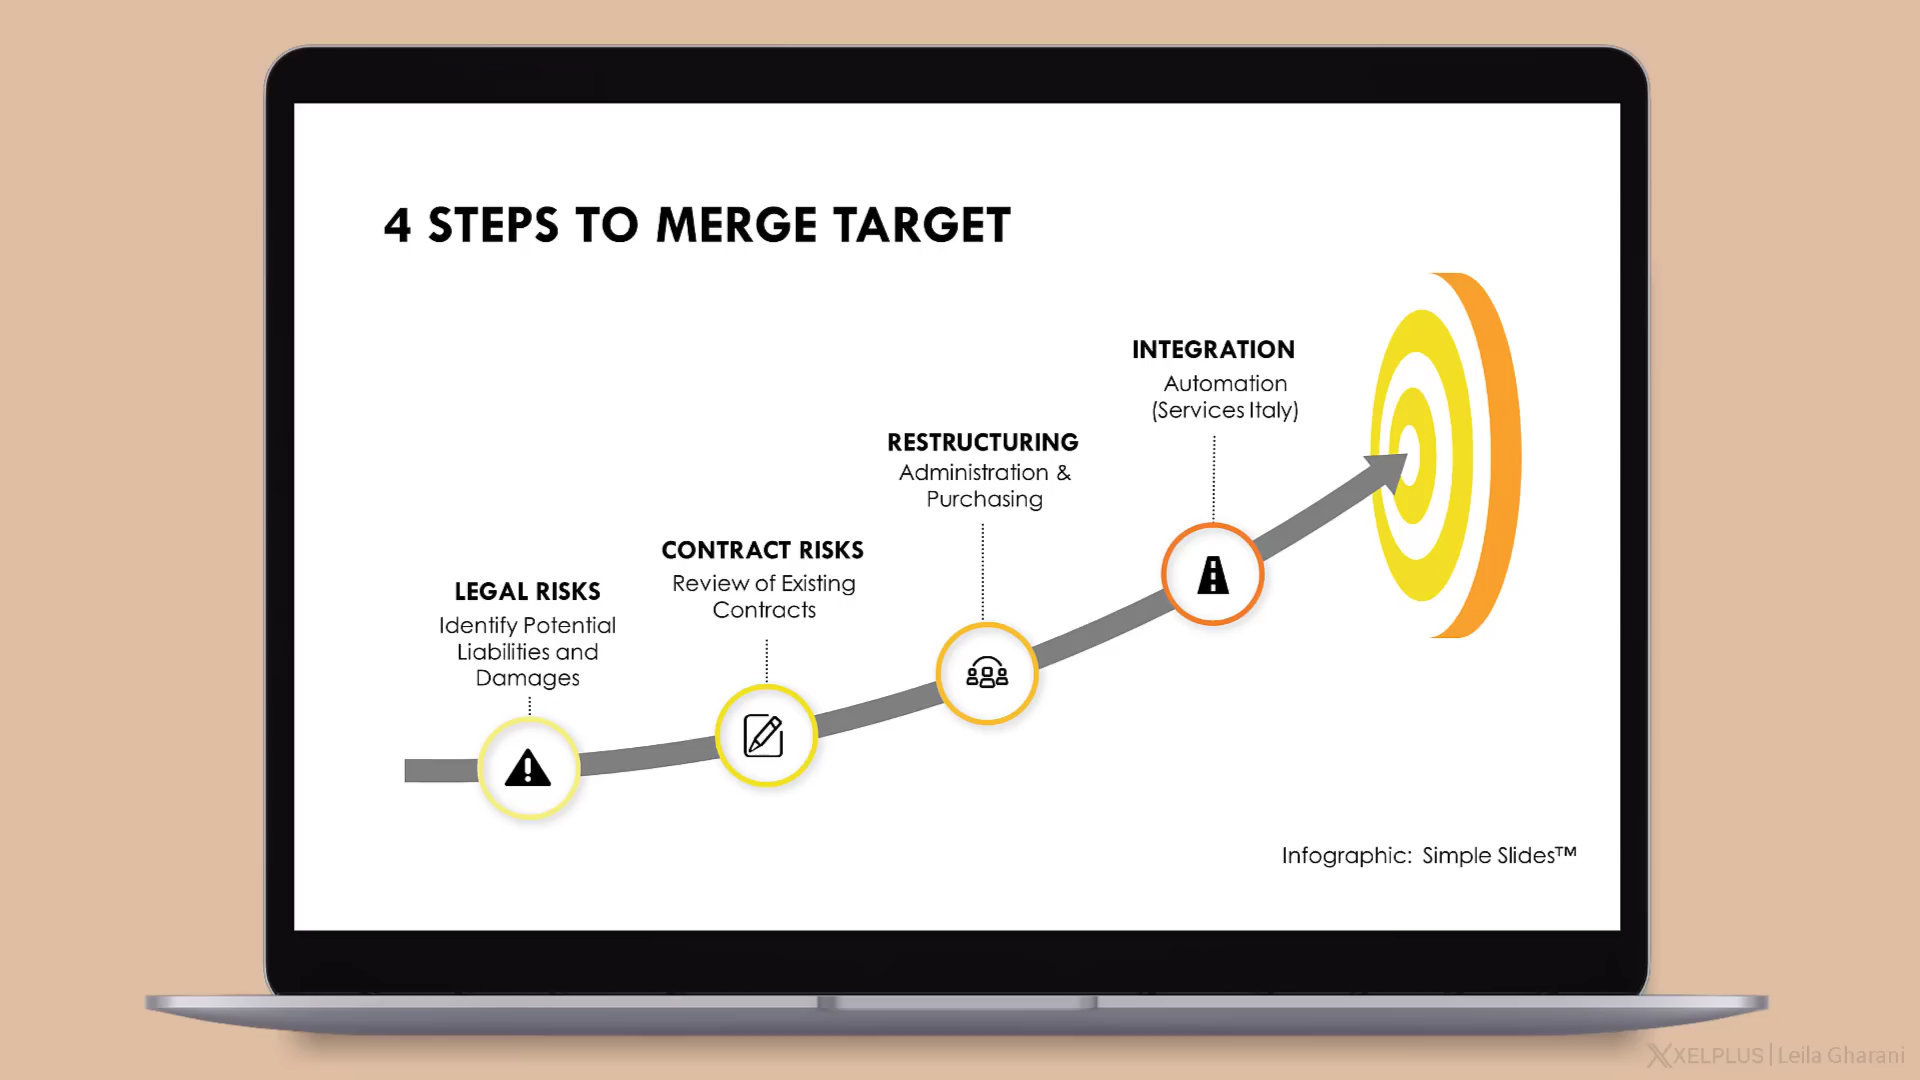 4 STEPS TO MERGE TARGET
INTEGRATION
Automation
(Services Italy)
RESTRUCTURING
Administration &
Purchasing
CONTRACT RISKS
Review of Existing
Contracts
LEGAL RISKS
Identify Potential
Liabilities and
Damages
Infographic: Simple Slides™
XELPLUS | Leila Gharani